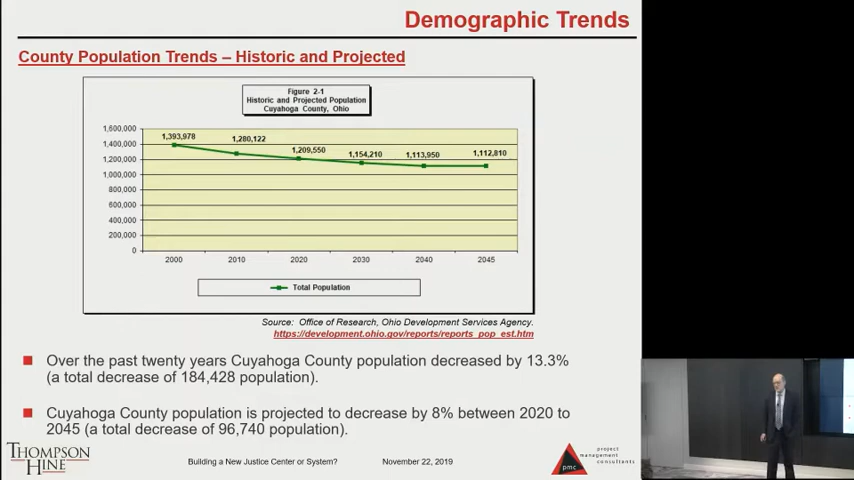 Demographic Trends
County Population Trends – Historic and Projected
Figure 2-1
Historic and Projected Population
Cuyahoga County, Ohio
1,600,000
1,400,000
1,200,000
1,000,000
800,000
600,000
400,000
200,000
0
1,393,978
1,280,122
1,209,550
1,154,210
1,113,950
1,112,810
2000
2010
2020
2030
2040
2045
Total Population
Source: Office of Research, Ohio Development Services Agency.
https://development.ohio.gov/reports/reports_pop_est.htm
Over the past twenty years Cuyahoga County population decreased by 13.3%
(a total decrease of 184,428 population).
Cuyahoga County population is projected to decrease by 8% between 2020 to
2045 (a total decrease of 96,740 population).
THOMPSON
HINE
Building a New Justice Center or System?
November 22, 2019
pmc
project
management
consultants